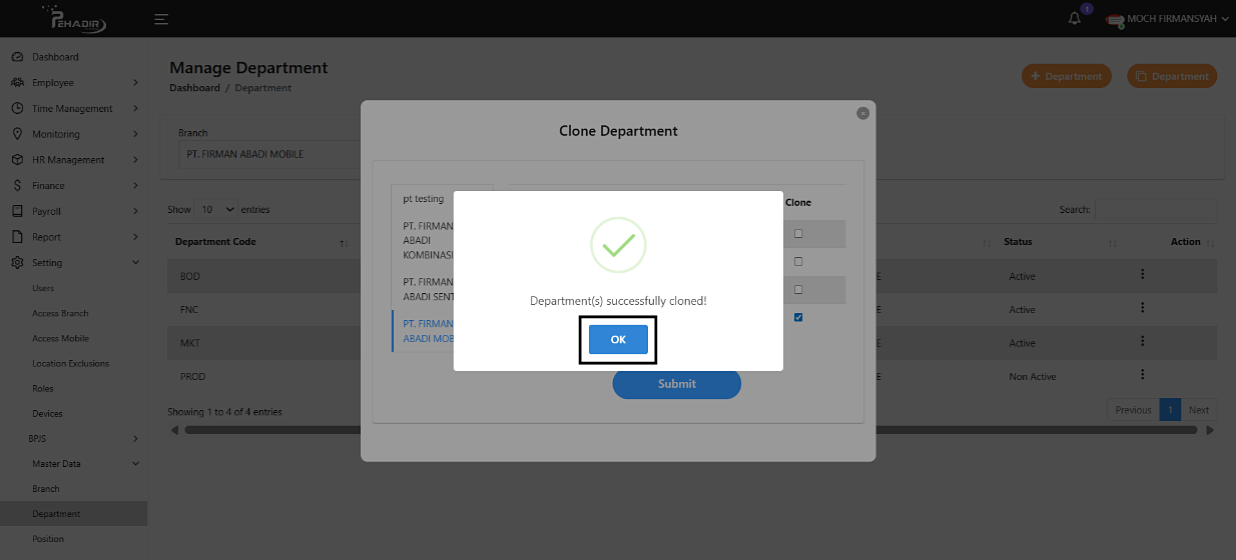 PEHADIR
1
MOCH FIRMANSYAH
Dashboard
Employee
Time Management
Monitoring
HR Management
Finance
Payroll
Report
Setting
Users
Access Branch
Access Mobile
Location Exclusions
Roles
Devices
BPJS
Master Data
Branch
Department
Position
Manage Department
Dashboard / Department
+ Department
Department
Branch
PT. FIRMAN ABADI MOBILE
Show 10 entries
Search:
Department Code
Status
Action
BOD
E
Active
FNC
Active
MKT
E
Active
PROD
E
Non Active
Showing 1 to 4 of 4 entries
Previous 1 Next
Clone Department
pt testing
PT. FIRMAN
ABADI
KOMBINASI
PT. FIRMAN
ABADI SENT
PT. FIRMAN
ABADI MOB
Clone
Submit
Department(s) successfully cloned!
OK